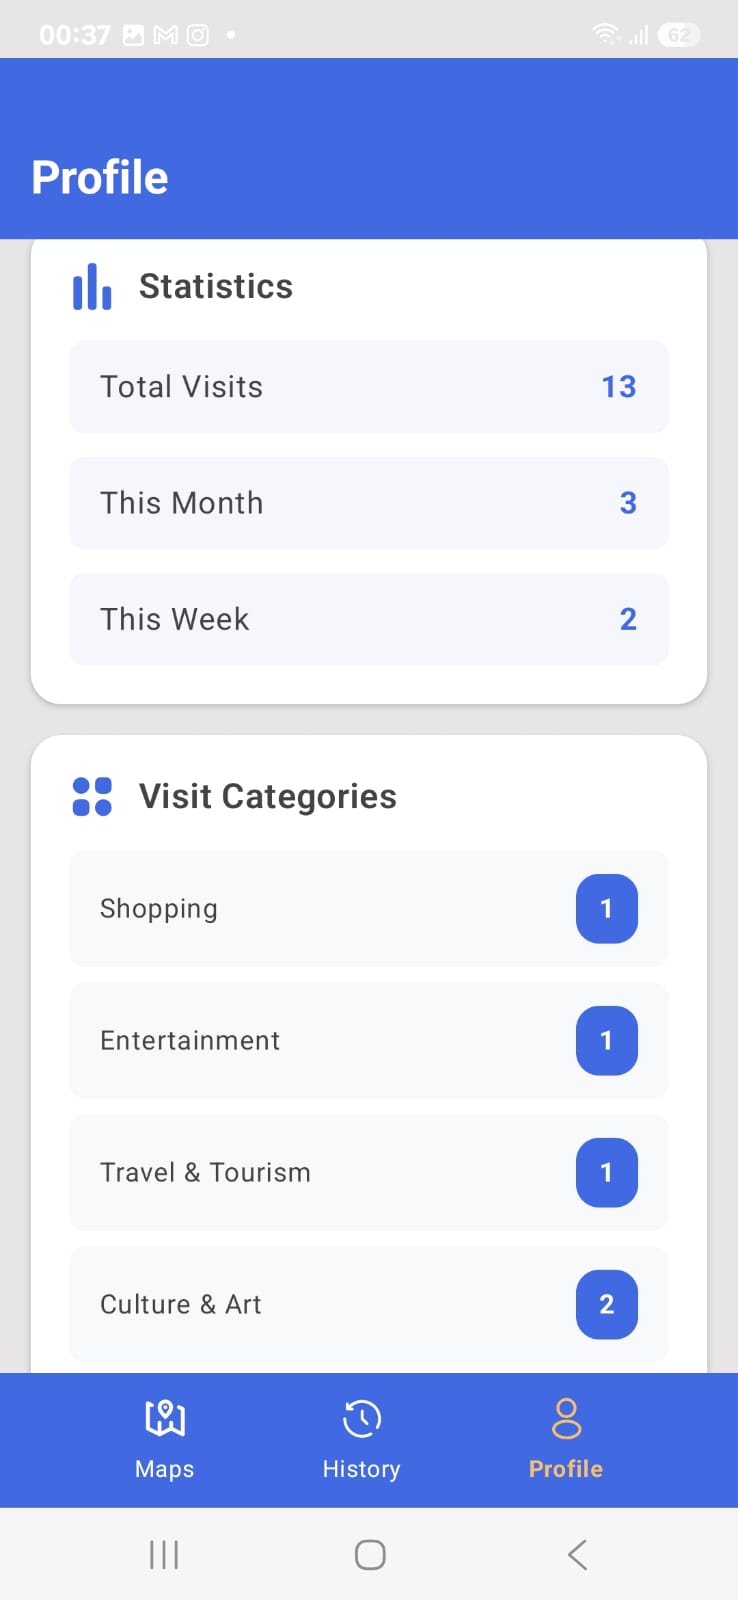 00:37
62
Profile
Statistics
Total Visits 13
This Month 3
This Week 2
Visit Categories
Shopping 1
Entertainment 1
Travel & Tourism 1
Culture & Art 2
Maps History Profile